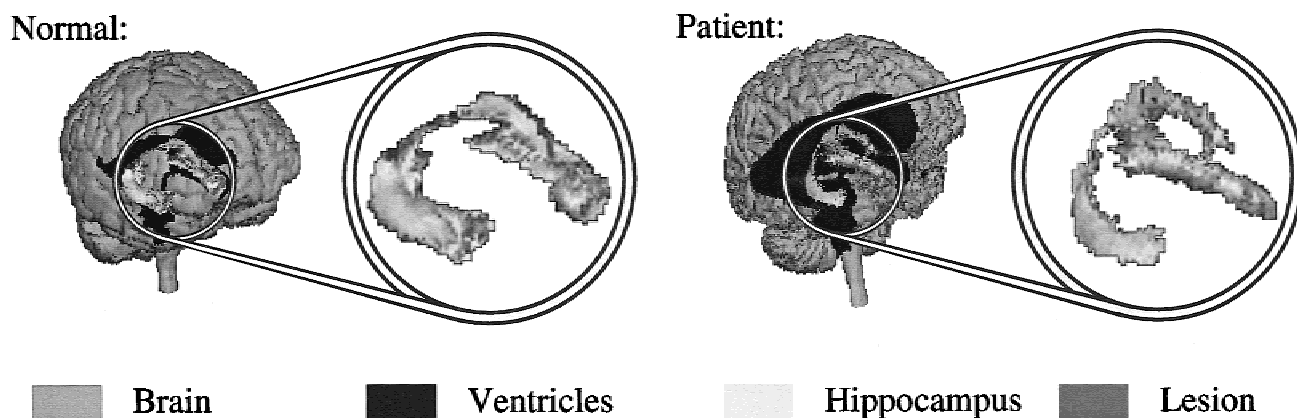 Normal:
Patient:
Brain
Ventricles
Hippocampus
Lesion